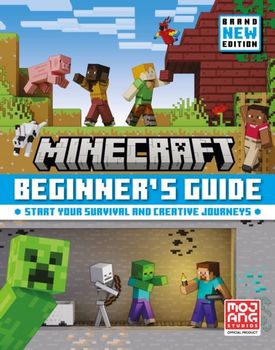 BRAND
NEW
EDITION
MINECRAFT
BEGINNER'S GUIDE
START YOUR SURVIVAL AND CREATIVE JOURNEYS
MOJANG
STUDIOS
OFFICIAL PRODUCT